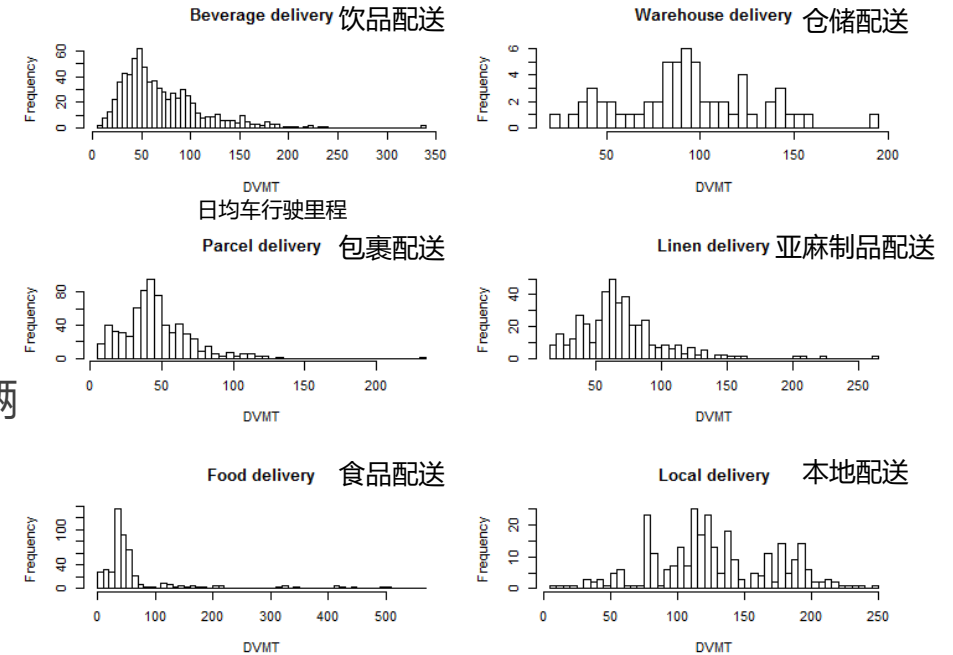 Beverage delivery 饮品配送
Frequency
0 20 40 60
0 50 100 150 200 250 300 350
DVMT
日均车行驶里程
Warehouse delivery 仓储配送
Frequency
0 2 4 6
50 100 150 200
DVMT
Parcel delivery 包裹配送
Frequency
0 40 80
0 50 100 150 200
DVMT
Linen delivery 亚麻制品配送
Frequency
0 20 40
50 100 150 200 250
DVMT
Food delivery 食品配送
Frequency
0 40 100
0 100 200 300 400 500
DVMT
Local delivery 本地配送
Frequency
0 10 20
0 50 100 150 200 250
DVMT